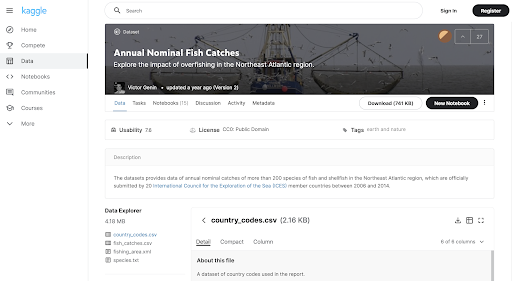 kaggle
Search
Sign In
Register
Home
Compete
Data
Notebooks
Communities
Courses
More
Dataset
Annual Nominal Fish Catches
Explore the impact of overfishing in the Northeast Atlantic region.
27
Victor Genin • updated a year ago (Version 2)
Data Tasks Notebooks (15) Discussion Activity Metadata
Download (741 KB)
New Notebook
Usability 7.6
License CC0: Public Domain
Tags earth and nature
Description
The datasets provides data of annual nominal catches of more than 200 species of fish and shellfish in the Northeast Atlantic region, which are officially
submitted by 20 International Council for the Exploration of the Sea (ICES) member countries between 2006 and 2014.
Data Explorer
4.18 MB
country_codes.csv
fish_catches.csv
fishing_area.xml
species.txt
country_codes.csv (2.16 KB)
Detail Compact Column
6 of 6 columns
About this file
A dataset of country codes used in the report.